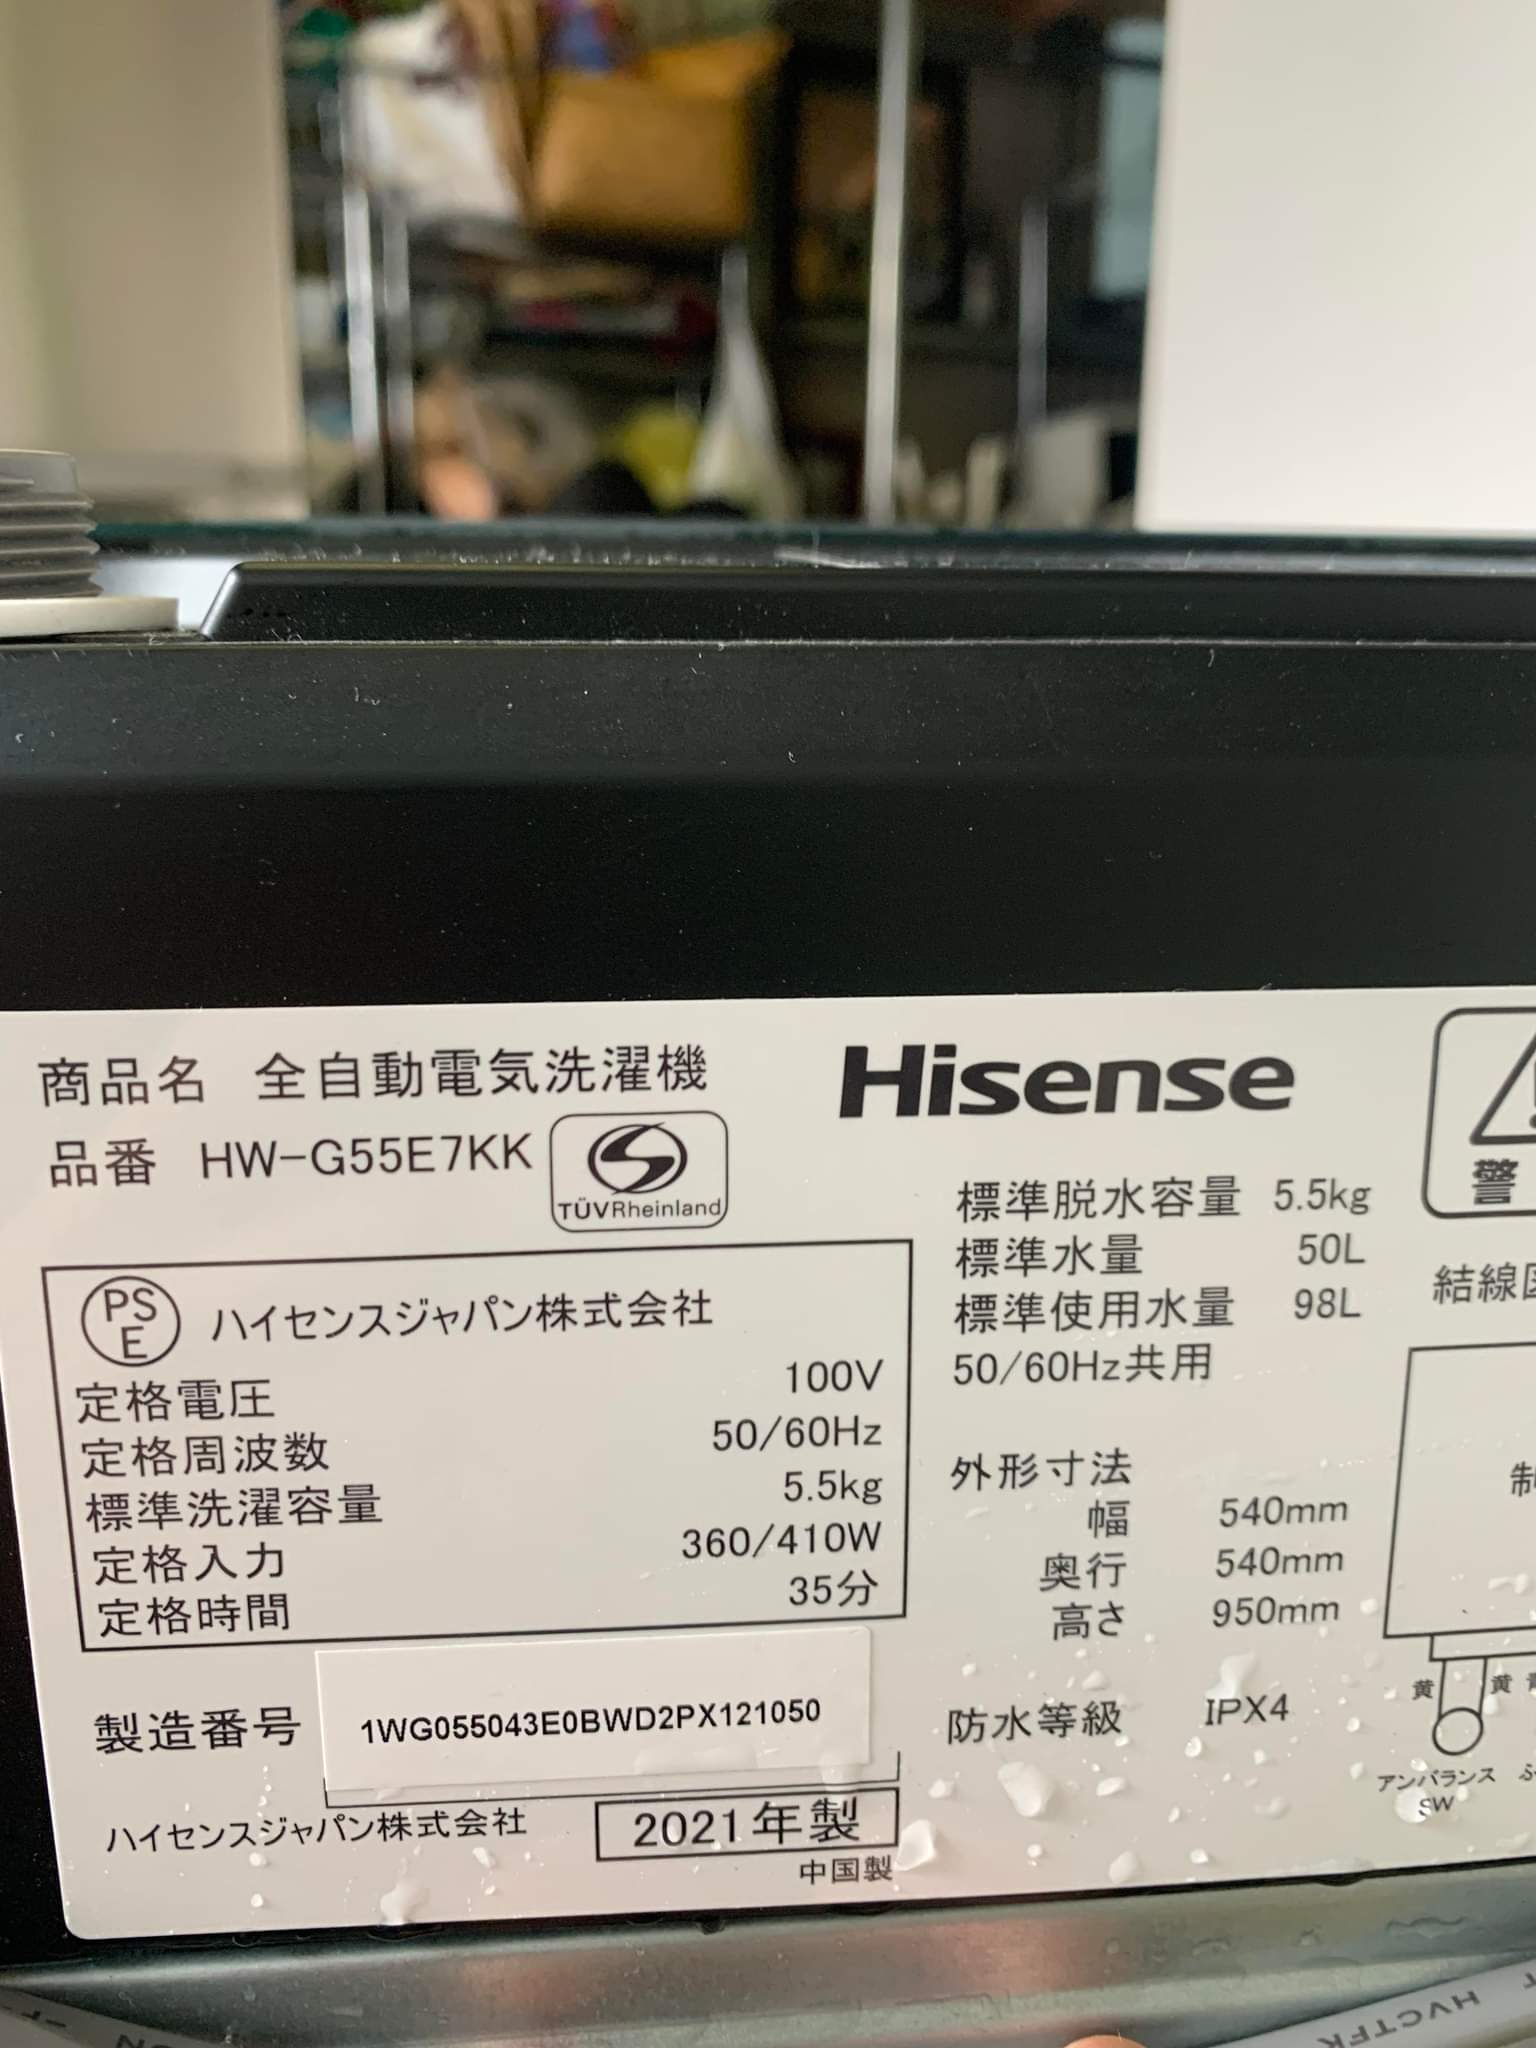 商品名 全自動電気洗濯機
品番 HW-G55E7KK
TÜVRheinland
Hisense
警
標準脱水容量 5.5kg
標準水量 50L
標準使用水量 98L
50/60Hz共用
結線図
PS
E
ハイセンスジャパン株式会社
定格電圧 100V
定格周波数 50/60Hz
標準洗濯容量 5.5kg
定格入力 360/410W
定格時間 35分
外形寸法
幅 540mm
奥行 540mm
高さ 950mm
制
製造番号 1WG055043E0BWD2PX121050
防水等級 IPX4
黄 黄
アンバランス
SW
ハイセンスジャパン株式会社
2021年製
中国製
HVCTFK